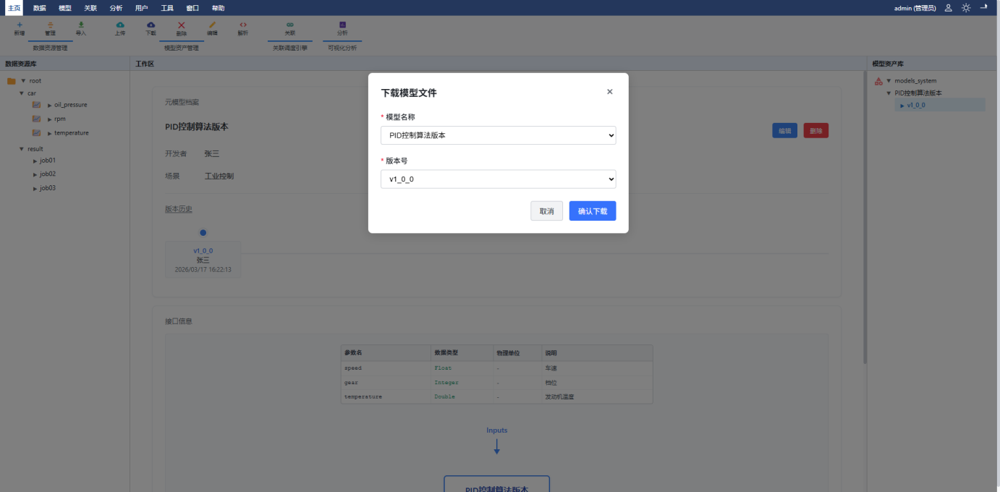 主页 数据 模型 关联 分析 用户 工具 窗口 帮助 admin (管理员)
新增 管理 导入 上传 下载 删除 编辑 解析 关联 分析
数据资源管理 模型资产管理 关联调度引擎 可视化分析
数据资源库
root
car
oil_pressure
rpm
temperature
result
job01
job02
job03
工作区
元模型档案
PID控制算法版本
编辑 删除
开发者 张三
场景 工业控制
版本历史
v1_0_0
张三
2026/03/17 16:22:13
接口信息
参数名 数据类型 物理单位 说明
speed Float - 车速
gear Integer - 档位
temperature Double - 发动机温度
Inputs
PID控制算法版本
下载模型文件 ×
* 模型名称
PID控制算法版本
* 版本号
v1_0_0
取消 确认下载
模型资产库
models_system
PID控制算法版本
v1_0_0